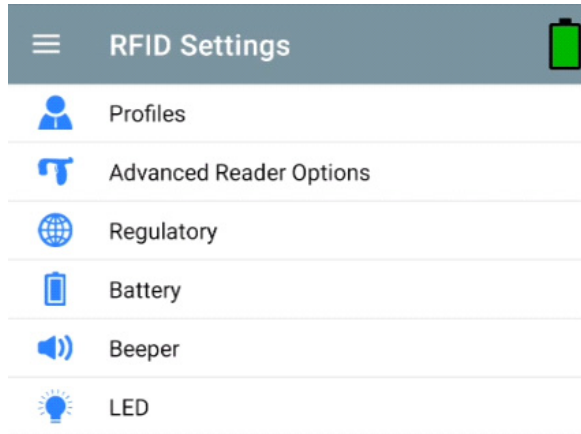 RFID Settings
Profiles
Advanced Reader Options
Regulatory
Battery
Beeper
LED